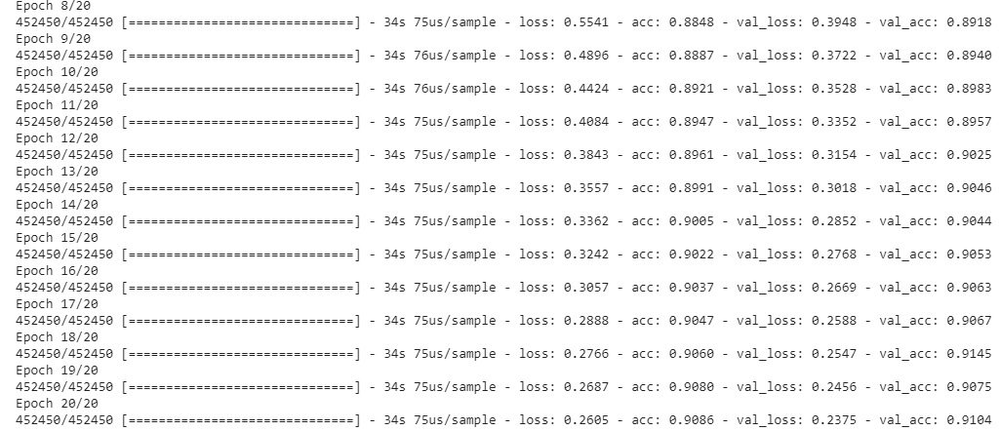 Epoch 8/20
452450/452450 [==============================] - 34s 75us/sample - loss: 0.5541 - acc: 0.8848 - val_loss: 0.3948 - val_acc: 0.8918
Epoch 9/20
452450/452450 [==============================] - 34s 76us/sample - loss: 0.4896 - acc: 0.8887 - val_loss: 0.3722 - val_acc: 0.8940
Epoch 10/20
452450/452450 [==============================] - 34s 76us/sample - loss: 0.4424 - acc: 0.8921 - val_loss: 0.3528 - val_acc: 0.8983
Epoch 11/20
452450/452450 [==============================] - 34s 75us/sample - loss: 0.4084 - acc: 0.8947 - val_loss: 0.3352 - val_acc: 0.8957
Epoch 12/20
452450/452450 [==============================] - 34s 75us/sample - loss: 0.3843 - acc: 0.8961 - val_loss: 0.3154 - val_acc: 0.9025
Epoch 13/20
452450/452450 [==============================] - 34s 75us/sample - loss: 0.3557 - acc: 0.8991 - val_loss: 0.3018 - val_acc: 0.9046
Epoch 14/20
452450/452450 [==============================] - 34s 75us/sample - loss: 0.3362 - acc: 0.9005 - val_loss: 0.2852 - val_acc: 0.9044
Epoch 15/20
452450/452450 [==============================] - 34s 75us/sample - loss: 0.3242 - acc: 0.9022 - val_loss: 0.2768 - val_acc: 0.9053
Epoch 16/20
452450/452450 [==============================] - 34s 75us/sample - loss: 0.3057 - acc: 0.9037 - val_loss: 0.2669 - val_acc: 0.9063
Epoch 17/20
452450/452450 [==============================] - 34s 75us/sample - loss: 0.2888 - acc: 0.9047 - val_loss: 0.2588 - val_acc: 0.9067
Epoch 18/20
452450/452450 [==============================] - 34s 75us/sample - loss: 0.2766 - acc: 0.9060 - val_loss: 0.2547 - val_acc: 0.9145
Epoch 19/20
452450/452450 [==============================] - 34s 75us/sample - loss: 0.2687 - acc: 0.9080 - val_loss: 0.2456 - val_acc: 0.9075
Epoch 20/20
452450/452450 [==============================] - 34s 75us/sample - loss: 0.2605 - acc: 0.9086 - val_loss: 0.2375 - val_acc: 0.9104